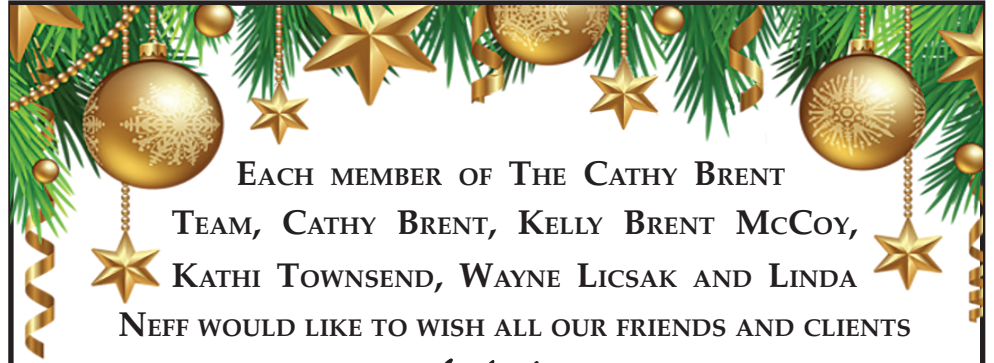 Each member of The Cathy Brent
Team, Cathy Brent, Kelly Brent McCoy,
Kathi Townsend, Wayne Licsak and Linda
Neff would like to wish all our friends and clients